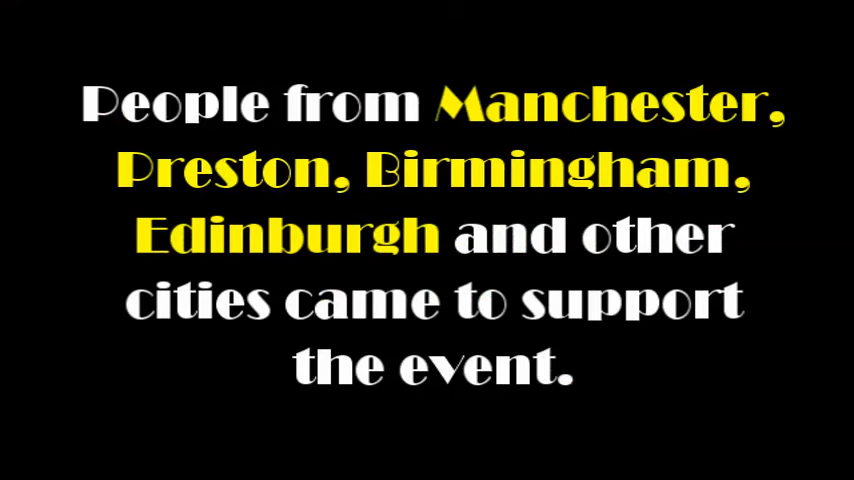 People from Manchester,
Preston, Birmingham,
Edinburgh and other
cities came to support
the event.